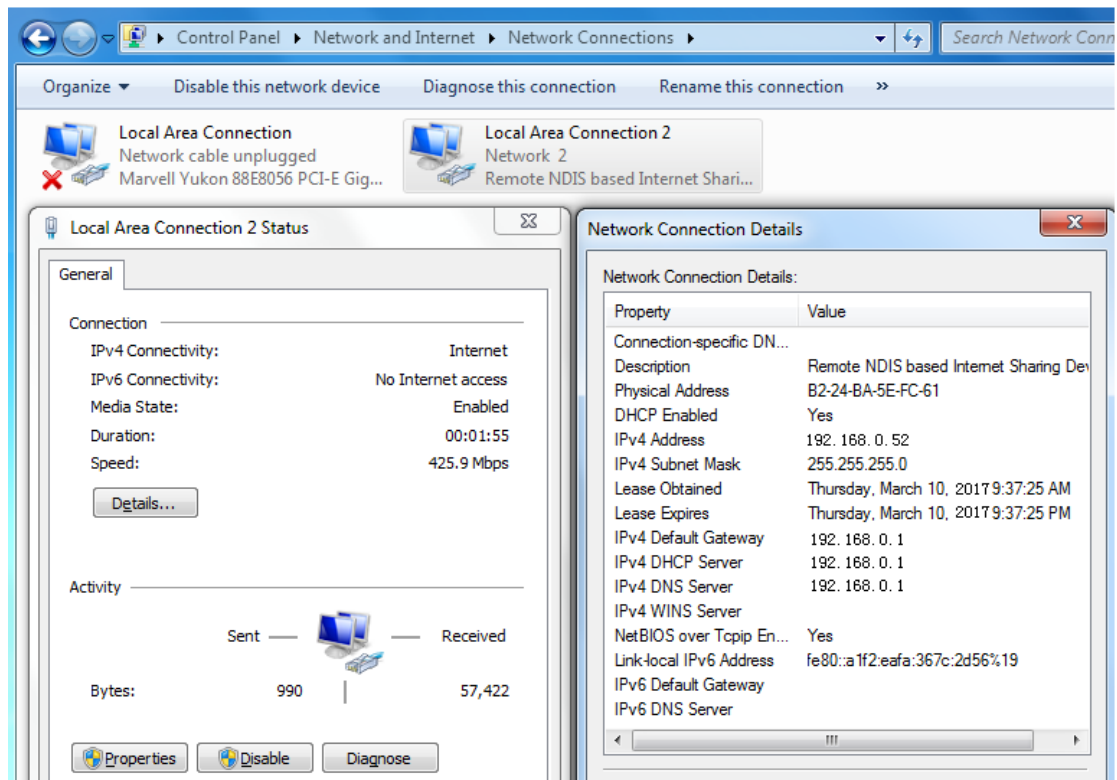 Control Panel ▸ Network and Internet ▸ Network Connections ▸
Search Network Conn
Organize Disable this network device Diagnose this connection Rename this connection »
Local Area Connection
Network cable unplugged
Marvell Yukon 88E8056 PCI-E Gig...
Local Area Connection 2
Network 2
Remote NDIS based Internet Shari...
Local Area Connection 2 Status
General
Connection
IPv4 Connectivity: Internet
IPv6 Connectivity: No Internet access
Media State: Enabled
Duration: 00:01:55
Speed: 425.9 Mbps
Details...
Activity
Sent Received
Bytes: 990 57,422
Properties Disable Diagnose
Network Connection Details
Network Connection Details:
Property Value
Connection-specific DN...
Description Remote NDIS based Internet Sharing Dev
Physical Address B2-24-BA-5E-FC-61
DHCP Enabled Yes
IPv4 Address 192.168.0.52
IPv4 Subnet Mask 255.255.255.0
Lease Obtained Thursday, March 10, 2017 9:37:25 AM
Lease Expires Thursday, March 10, 2017 9:37:25 PM
IPv4 Default Gateway 192.168.0.1
IPv4 DHCP Server 192.168.0.1
IPv4 DNS Server 192.168.0.1
IPv4 WINS Server
NetBIOS over Tcpip En... Yes
Link-local IPv6 Address fe80::a1f2:eafa:367c:2d56%19
IPv6 Default Gateway
IPv6 DNS Server